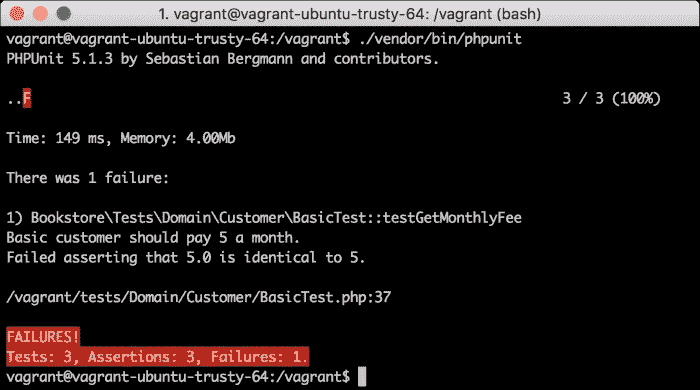 1. vagrant@vagrant-ubuntu-trusty-64: /vagrant (bash)
vagrant@vagrant-ubuntu-trusty-64:/vagrant$ ./vendor/bin/phpunit
PHPUnit 5.1.3 by Sebastian Bergmann and contributors.
..F 3 / 3 (100%)
Time: 149 ms, Memory: 4.00Mb
There was 1 failure:
1) Bookstore\Tests\Domain\Customer\BasicTest::testGetMonthlyFee
Basic customer should pay 5 a month.
Failed asserting that 5.0 is identical to 5.
/vagrant/tests/Domain/Customer/BasicTest.php:37
FAILURES!
Tests: 3, Assertions: 3, Failures: 1.
vagrant@vagrant-ubuntu-trusty-64:/vagrant$